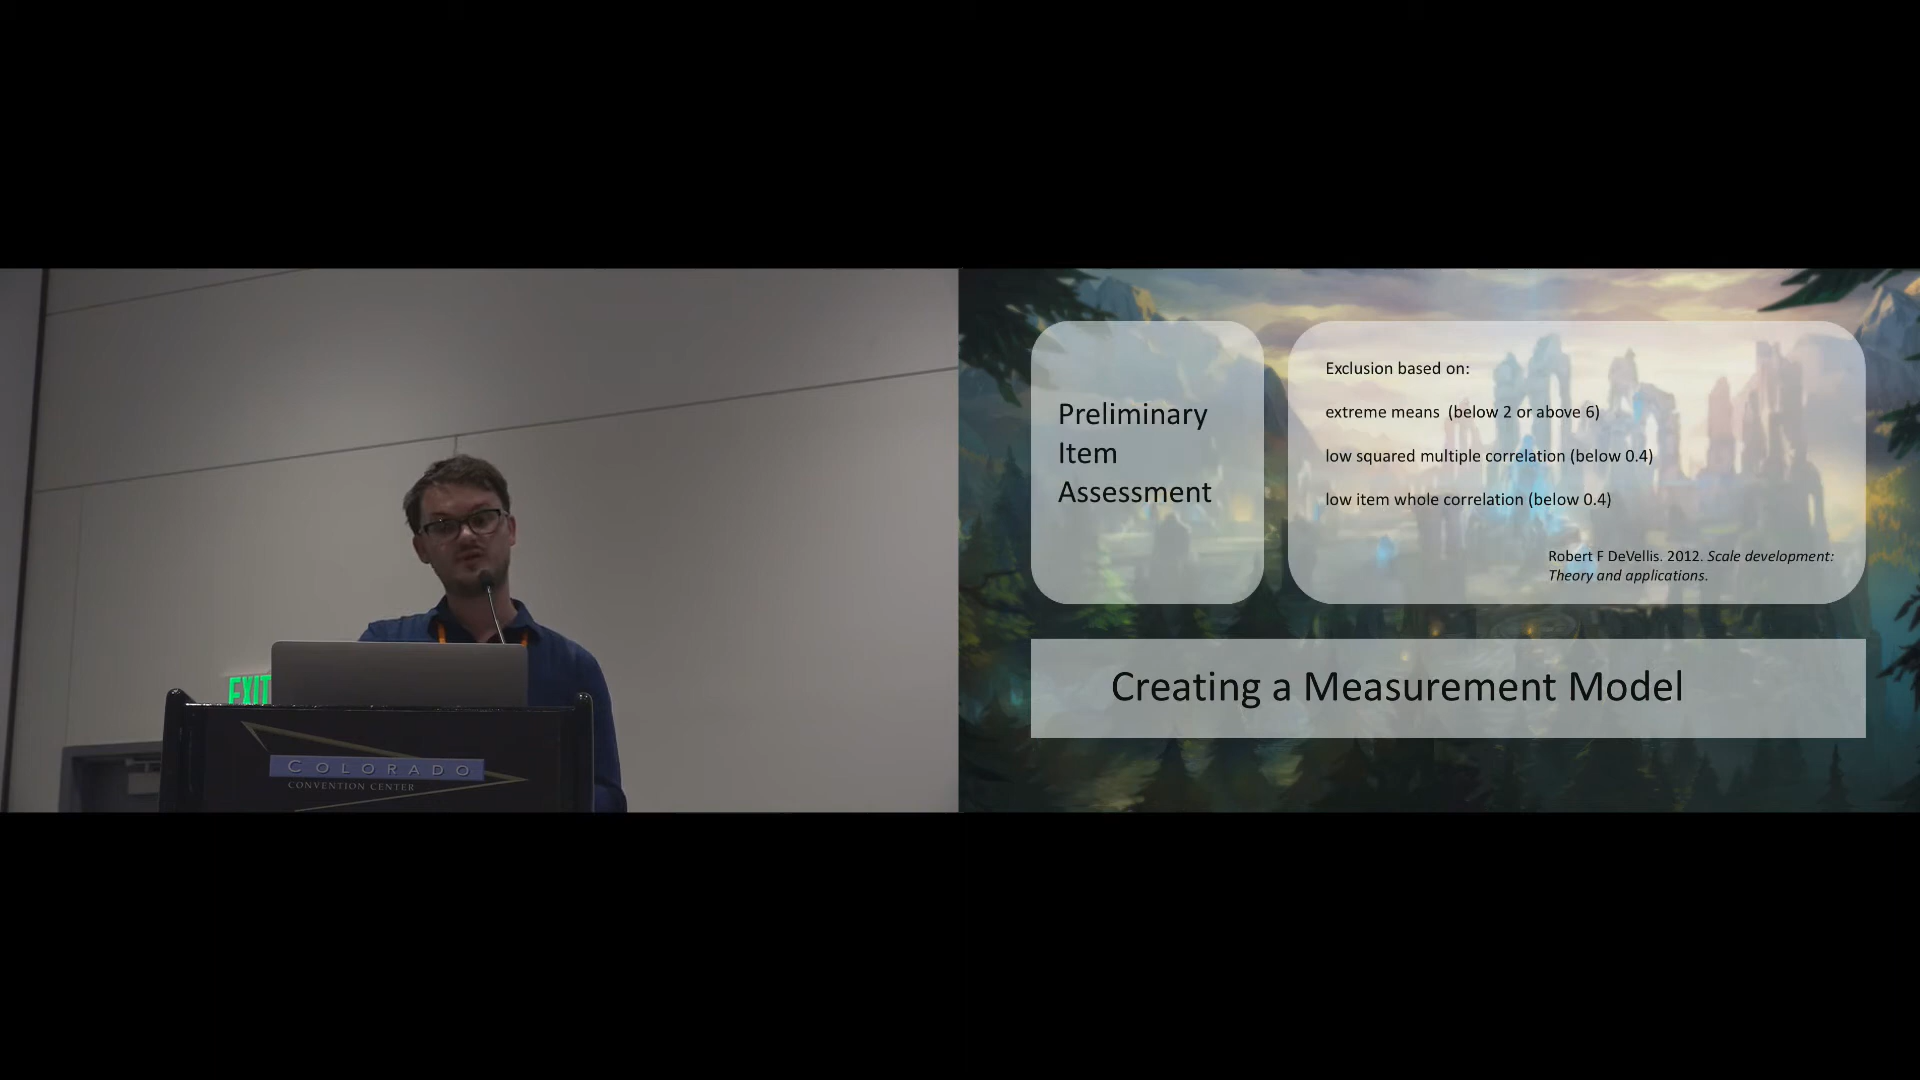 EXIT
COLORADO
CONVENTION CENTER
Preliminary
Item
Assessment
Exclusion based on:
extreme means (below 2 or above 6)
low squared multiple correlation (below 0.4)
low item whole correlation (below 0.4)
Robert F DeVellis. 2012. Scale development:
Theory and applications.
Creating a Measurement Model